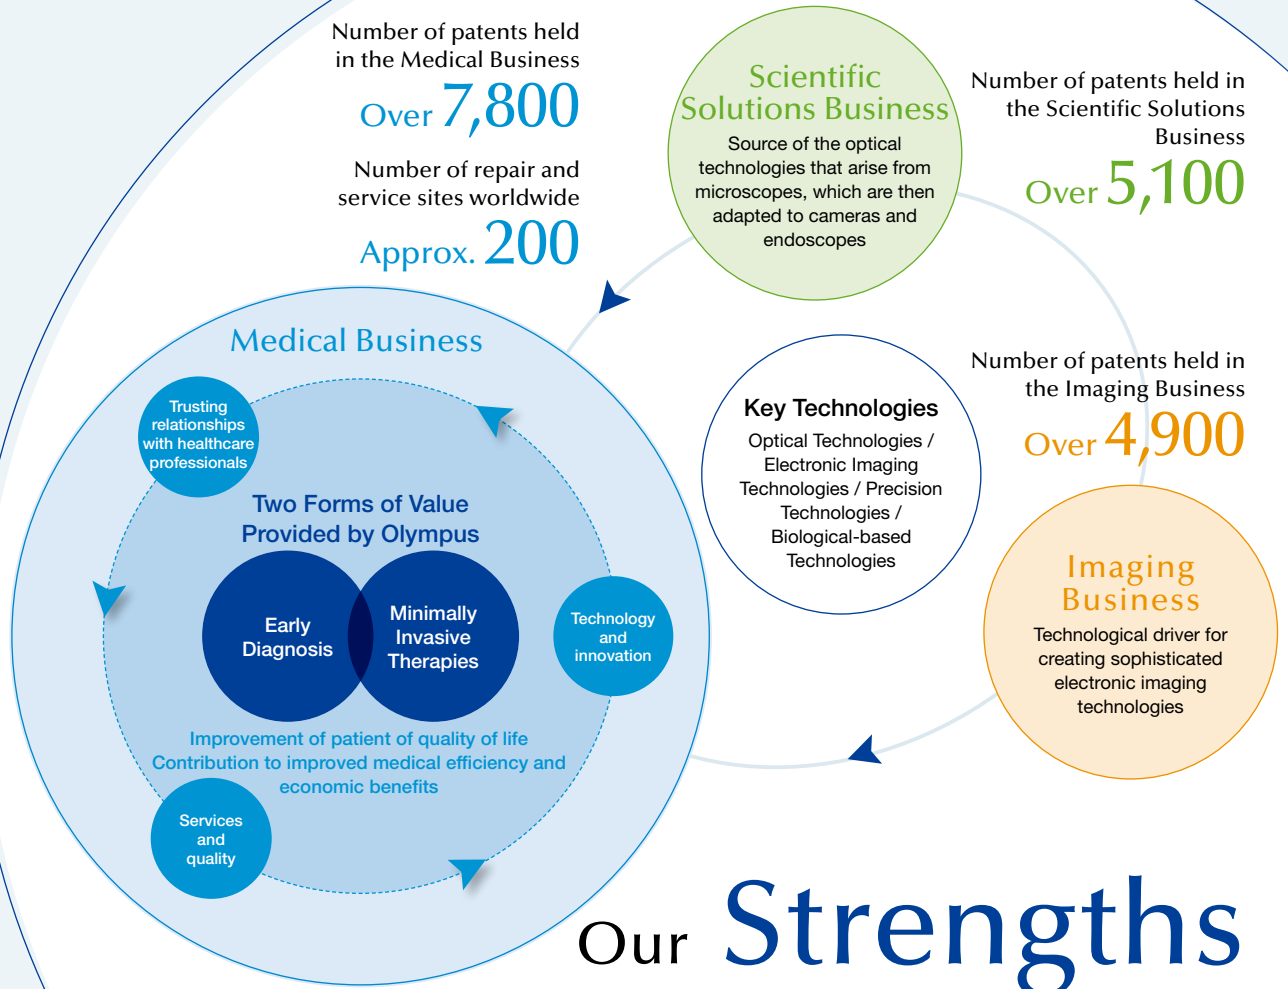 Number of patents held
in the Medical Business
Over 7,800
Number of repair and
service sites worldwide
Approx. 200
Scientific
Solutions Business
Source of the optical
technologies that arise from
microscopes, which are then
adapted to cameras and
endoscopes
Number of patents held in
the Scientific Solutions
Business
Over 5,100
Medical Business
Trusting
relationships
with healthcare
professionals
Two Forms of Value
Provided by Olympus
Early
Diagnosis
Minimally
Invasive
Therapies
Technology
and
innovation
Improvement of patient of quality of life
Contribution to improved medical efficiency and
economic benefits
Services
and
quality
Key Technologies
Optical Technologies /
Electronic Imaging
Technologies / Precision
Technologies /
Biological-based
Technologies
Number of patents held in
the Imaging Business
Over 4,900
Imaging
Business
Technological driver for
creating sophisticated
electronic imaging
technologies
Our Strengths